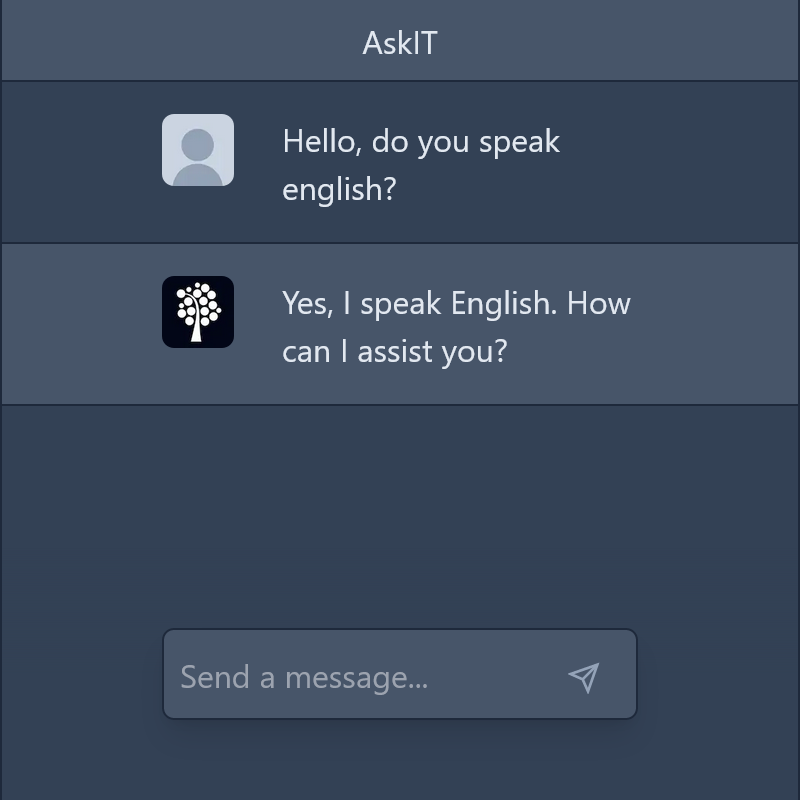 AskIT
Hello, do you speak
english?
Yes, I speak English. How
can I assist you?
Send a message...